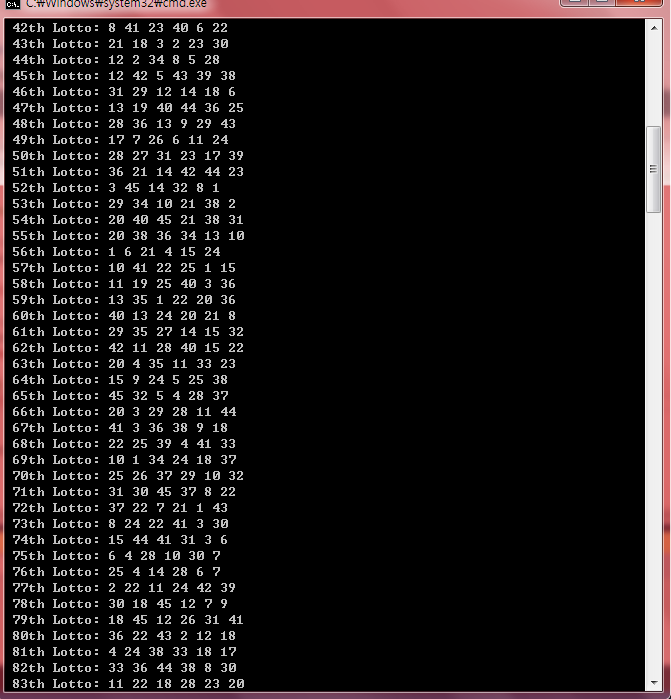 C:₩Windows₩system32₩cmd.exe
42th Lotto: 8 41 23 40 6 22
43th Lotto: 21 18 3 2 23 30
44th Lotto: 12 2 34 8 5 28
45th Lotto: 12 42 5 43 39 38
46th Lotto: 31 29 12 14 18 6
47th Lotto: 13 19 40 44 36 25
48th Lotto: 28 36 13 9 29 43
49th Lotto: 17 7 26 6 11 24
50th Lotto: 28 27 31 23 17 39
51th Lotto: 36 21 14 42 44 23
52th Lotto: 3 45 14 32 8 1
53th Lotto: 29 34 10 21 38 2
54th Lotto: 20 40 45 21 38 31
55th Lotto: 20 38 36 34 13 10
56th Lotto: 1 6 21 4 15 24
57th Lotto: 10 41 22 25 1 15
58th Lotto: 11 19 25 40 3 36
59th Lotto: 13 35 1 22 20 36
60th Lotto: 40 13 24 20 21 8
61th Lotto: 29 35 27 14 15 32
62th Lotto: 42 11 28 40 15 22
63th Lotto: 20 4 35 11 33 23
64th Lotto: 15 9 24 5 25 38
65th Lotto: 45 32 5 4 28 37
66th Lotto: 20 3 29 28 11 44
67th Lotto: 41 3 36 38 9 18
68th Lotto: 22 25 39 4 41 33
69th Lotto: 10 1 34 24 18 37
70th Lotto: 25 26 37 29 10 32
71th Lotto: 31 30 45 37 8 22
72th Lotto: 37 22 7 21 1 43
73th Lotto: 8 24 22 41 3 30
74th Lotto: 15 44 41 31 3 6
75th Lotto: 6 4 28 10 30 7
76th Lotto: 25 4 14 28 6 7
77th Lotto: 2 22 11 24 42 39
78th Lotto: 30 18 45 12 7 9
79th Lotto: 18 45 12 26 31 41
80th Lotto: 36 22 43 2 12 18
81th Lotto: 4 24 38 33 18 17
82th Lotto: 33 36 44 38 8 30
83th Lotto: 11 22 18 28 23 20